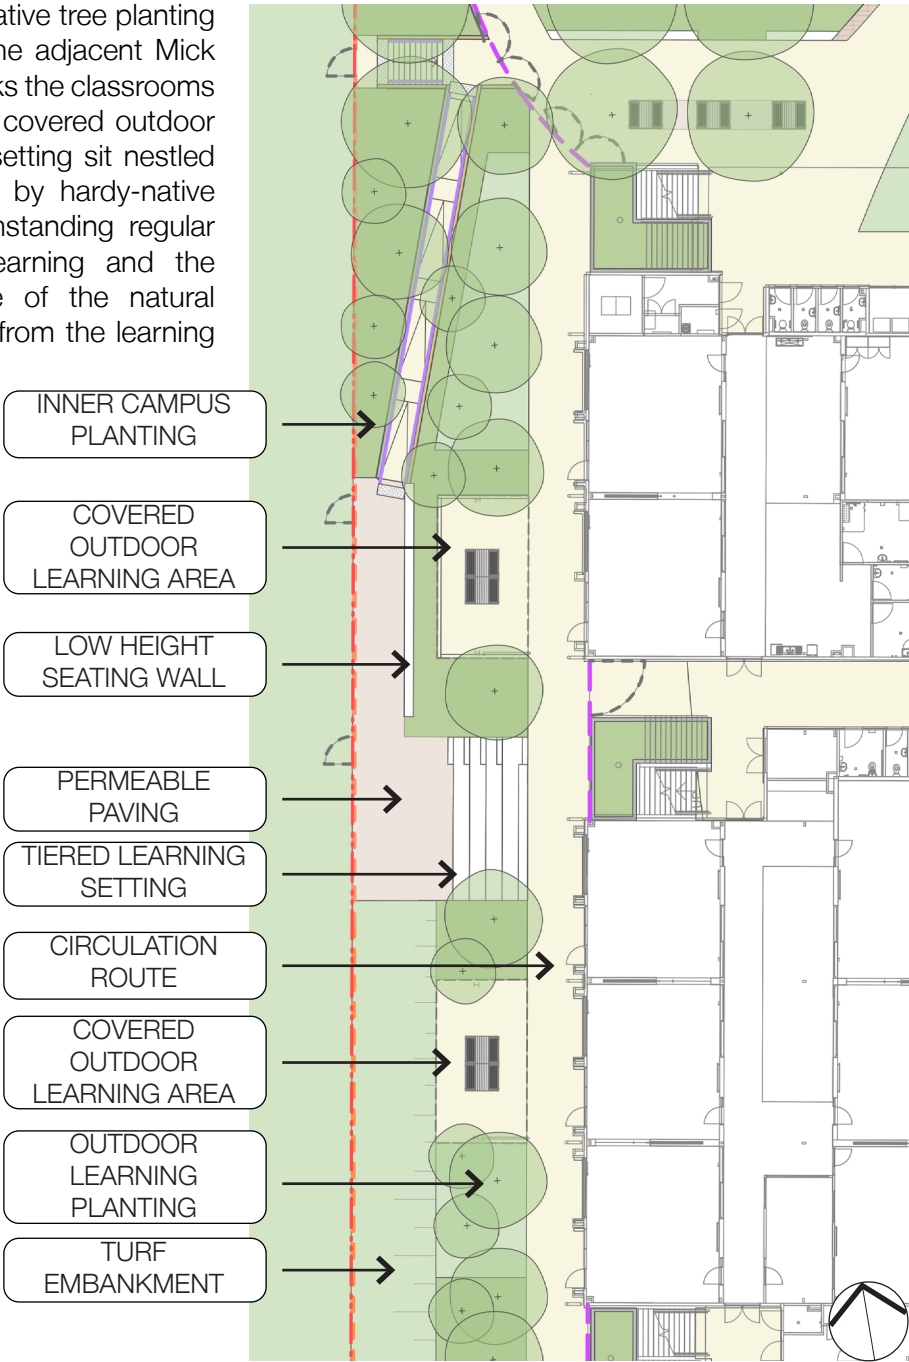 ative tree planting
ne adjacent Mick
ks the classrooms
covered outdoor
setting sit nestled
by hardy-native
nstanding regular
earning and the
e of the natural
from the learning
INNER CAMPUS
PLANTING
COVERED
OUTDOOR
LEARNING AREA
LOW HEIGHT
SEATING WALL
PERMEABLE
PAVING
TIERED LEARNING
SETTING
CIRCULATION
ROUTE
COVERED
OUTDOOR
LEARNING AREA
OUTDOOR
LEARNING
PLANTING
TURF
EMBANKMENT